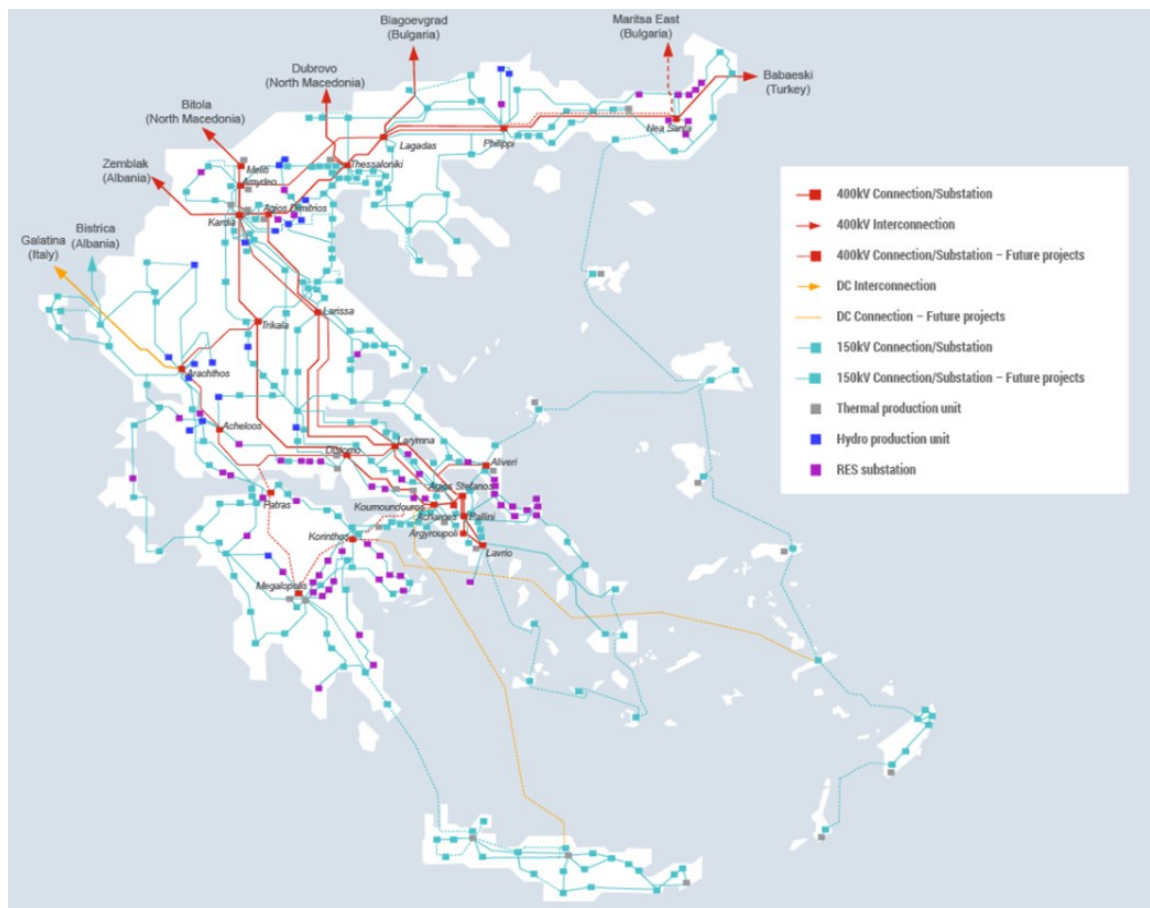 Blagoevgrad
(Bulgaria)
Maritsa East
(Bulgaria)
Dubrovo
(North Macedonia)
Babaeski
(Turkey)
Bitola
(North Macedonia)
Zemblak
(Albania)
Bistrica
(Albania)
Galatina
(Italy)
Lagadas
Philippi
Nea Santa
Thessaloniki
Meliti
Amydeo
Agios Dimitrios
Kardia
Larissa
Trikala
Arachthos
Acheloos
Larymna
Distomo
Aliveri
Agios Stefanos
Patras
Koumoundouros
Acharnes
Pallini
Argyroupoli
Korinthos
Lavrio
Megalopolis
400kV Connection/Substation
400kV Interconnection
400kV Connection/Substation – Future projects
DC Interconnection
DC Connection – Future projects
150kV Connection/Substation
150kV Connection/Substation – Future projects
Thermal production unit
Hydro production unit
RES substation